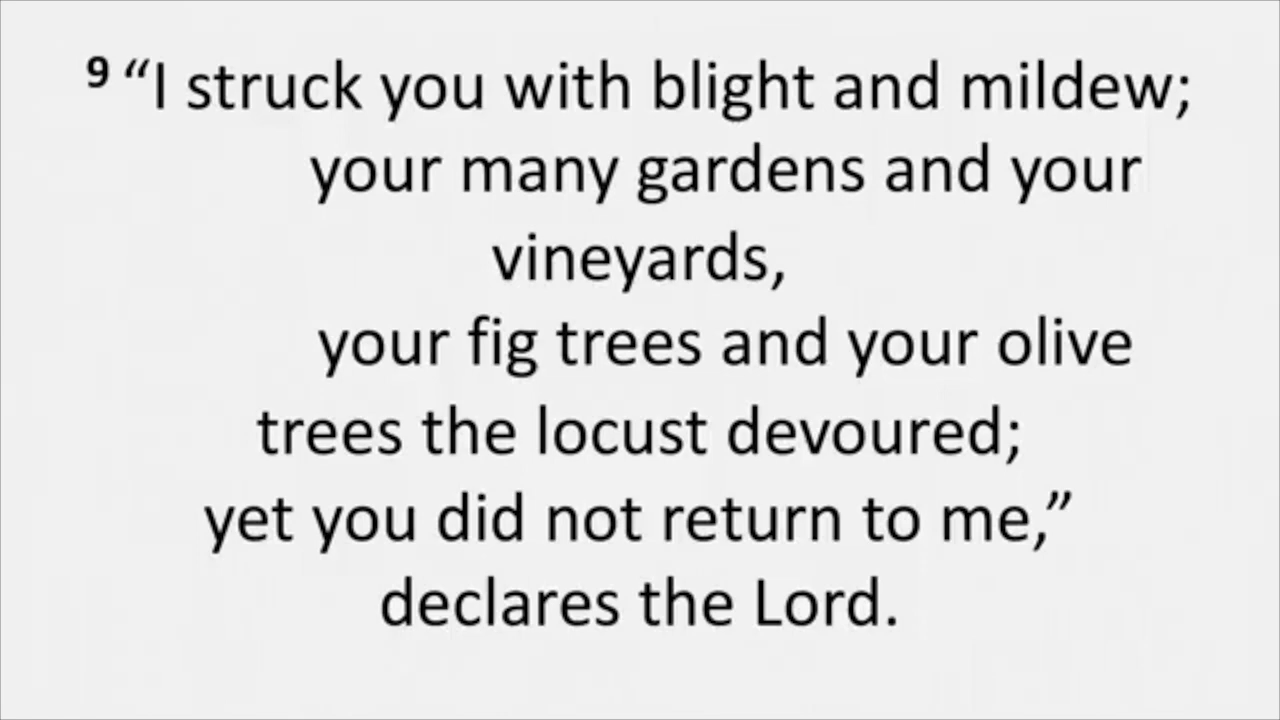 9 “I struck you with blight and mildew;
your many gardens and your
vineyards,
your fig trees and your olive
trees the locust devoured;
yet you did not return to me,”
declares the Lord.